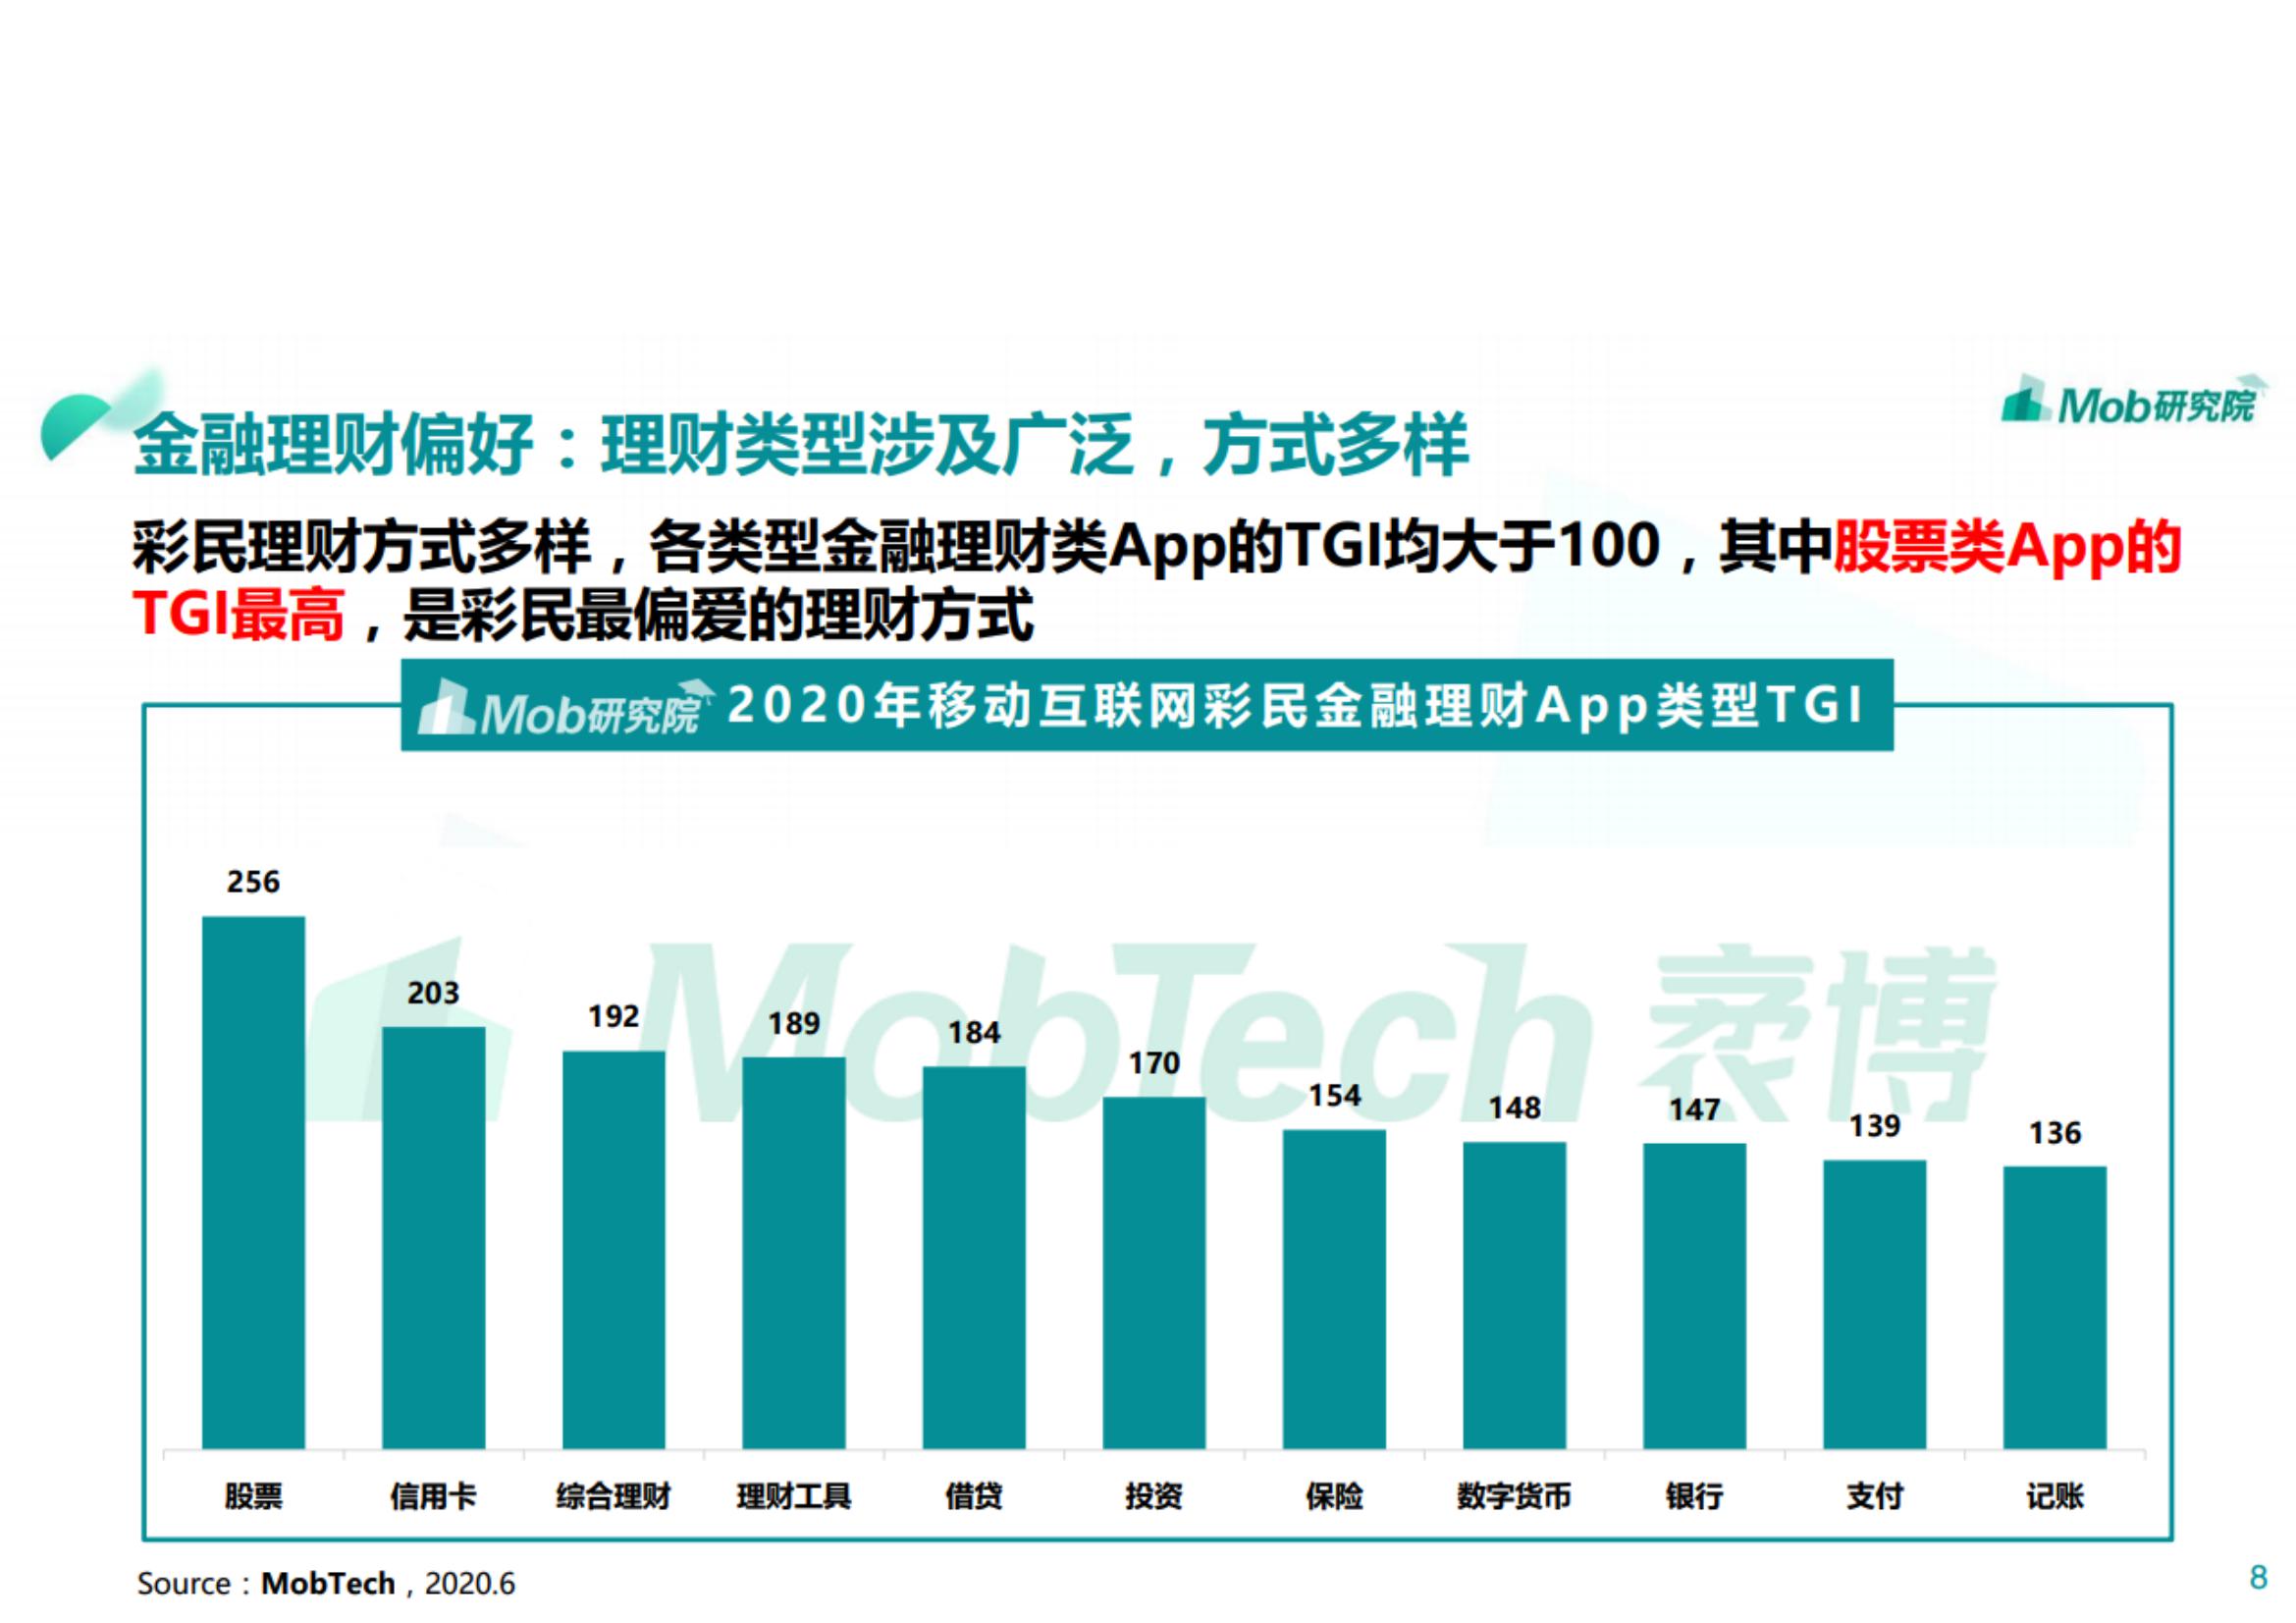 Mob研究院
金融理财偏好：理财类型涉及广泛，方式多样
彩民理财方式多样，各类型金融理财类App的TGI均大于100，其中股票类App的
TGI最高，是彩民最偏爱的理财方式
Mob研究院 2020年移动互联网彩民金融理财App类型TGI
MobTech 袤博
256 203 192 189 184 170 154 148 147 139 136
股票 信用卡 综合理财 理财工具 借贷 投资 保险 数字货币 银行 支付 记账
Source：MobTech，2020.6
8